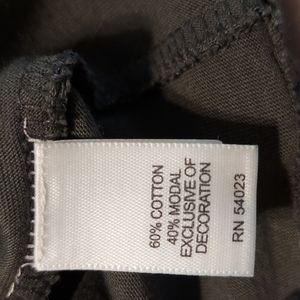 60% COTTON
40% MODAL
EXCLUSIVE OF
DECORATION
RN 54023